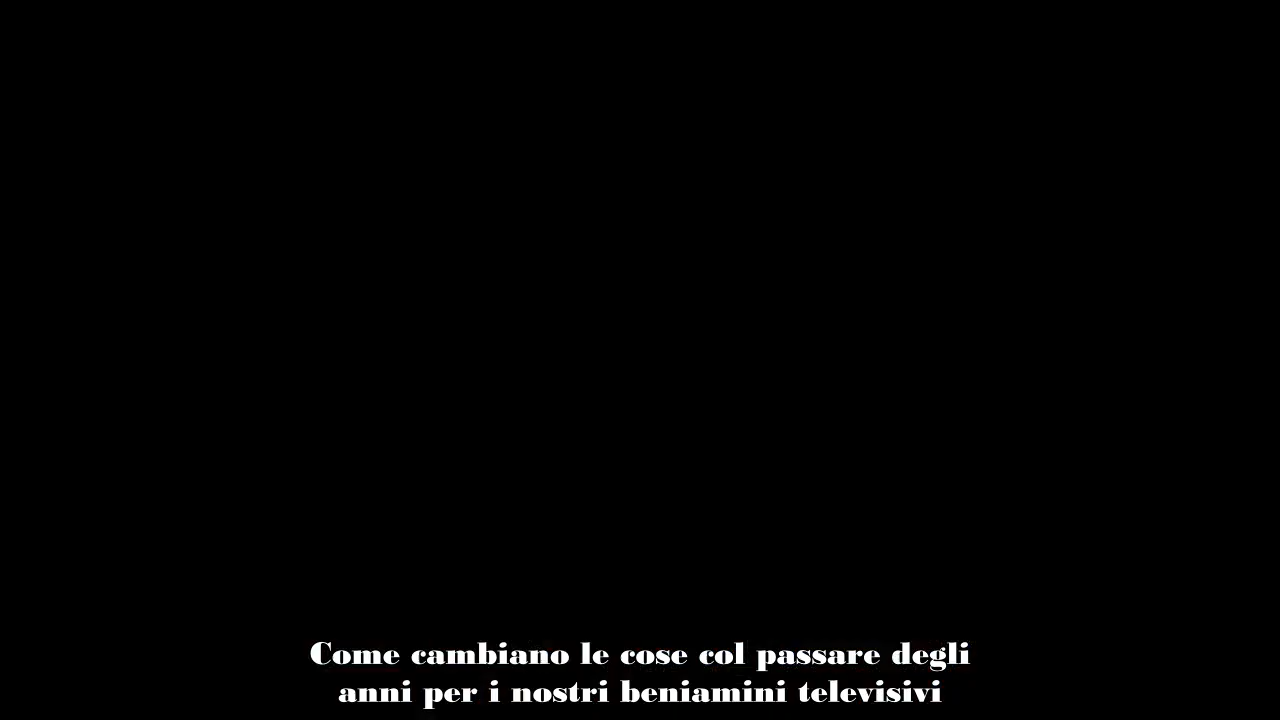 Come cambiano le cose col passare degli
anni per i nostri beniamini televisivi